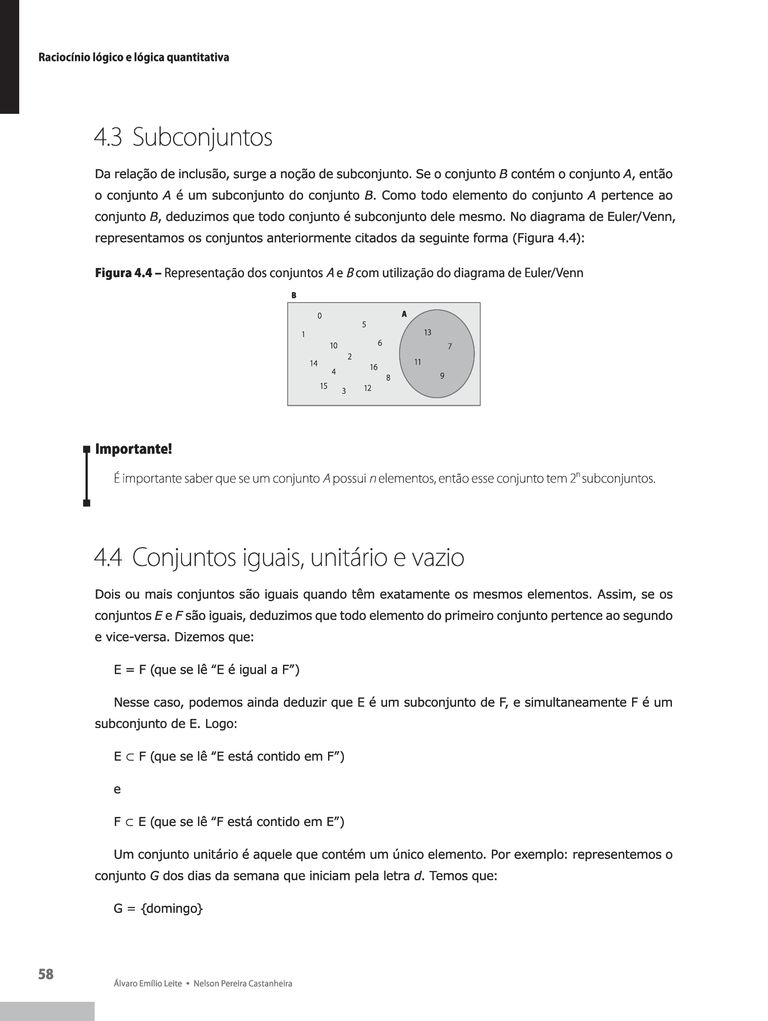 Raciocínio lógico e lógica quantitativa
4.3 Subconjuntos
Da relação de inclusão, surge a noção de subconjunto. Se o conjunto B contém o conjunto A, então
o conjunto A é um subconjunto do conjunto B. Como todo elemento do conjunto A pertence ao
conjunto B, deduzimos que todo conjunto é subconjunto dele mesmo. No diagrama de Euler/Venn,
representamos os conjuntos anteriormente citados da seguinte forma (Figura 4.4):
Figura 4.4 – Representação dos conjuntos A e B com utilização do diagrama de Euler/Venn
B
0 A
5
1 13
10 6 7
2
14 16 11
4
8 9
15 3 12
Importante!
É importante saber que se um conjunto A possui n elementos, então esse conjunto tem 2ⁿ subconjuntos.
4.4 Conjuntos iguais, unitário e vazio
Dois ou mais conjuntos são iguais quando têm exatamente os mesmos elementos. Assim, se os
conjuntos E e F são iguais, deduzimos que todo elemento do primeiro conjunto pertence ao segundo
e vice-versa. Dizemos que:
E = F (que se lê “E é igual a F”)
Nesse caso, podemos ainda deduzir que E é um subconjunto de F, e simultaneamente F é um
subconjunto de E. Logo:
E ⊂ F (que se lê “E está contido em F”)
e
F ⊂ E (que se lê “F está contido em E”)
Um conjunto unitário é aquele que contém um único elemento. Por exemplo: representemos o
conjunto G dos dias da semana que iniciam pela letra d. Temos que:
G = {domingo}
58
Álvaro Emílio Leite • Nelson Pereira Castanheira